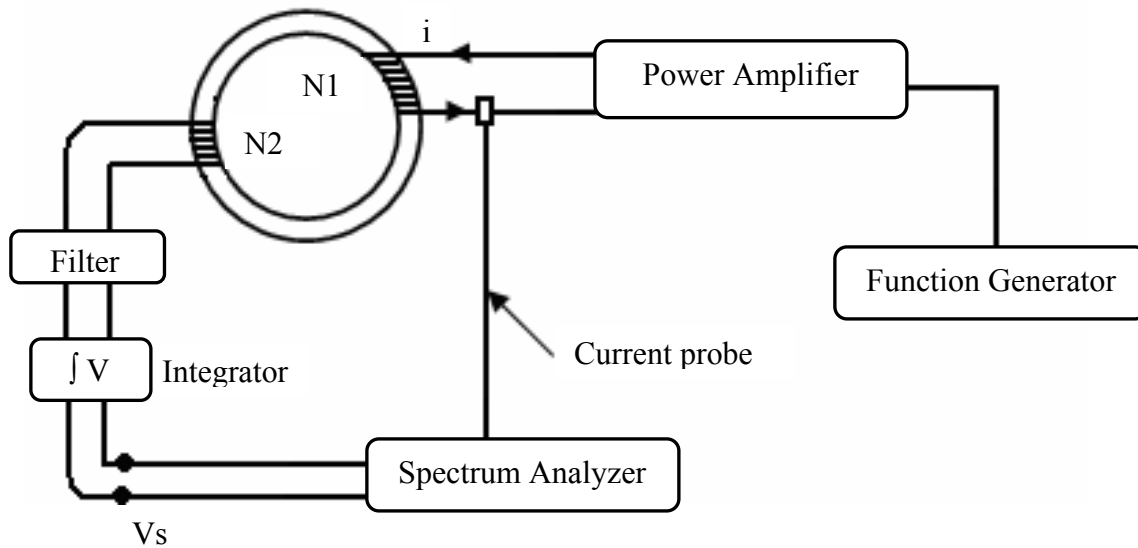 i
N1
Power Amplifier
N2
Filter
Function Generator
∫ V
Integrator
Current probe
Spectrum Analyzer
Vs